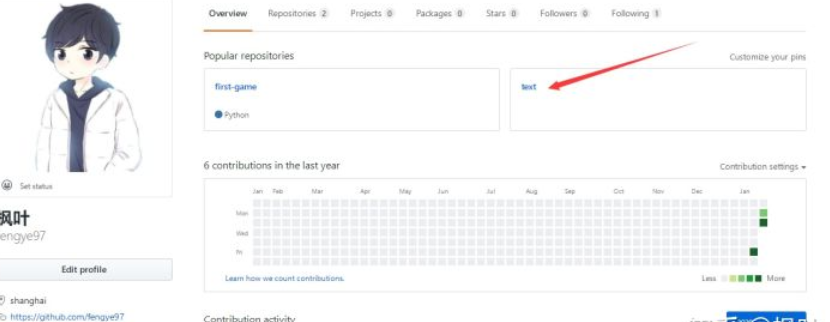 Overview Repositories 2 Projects 0 Packages 0 Stars 0 Followers 0 Following 1
Popular repositories Customize your pins
first-game text
Python
6 contributions in the last year Contribution settings
Jan Feb Mar Apr May Jun Jul Aug Sep Oct Nov Dec Jan
Mon
Wed
Fri
Learn how we count contributions. Less More
Contribution activity
Set status
枫叶
fengye97
Edit profile
shanghai
https://github.com/fengye97